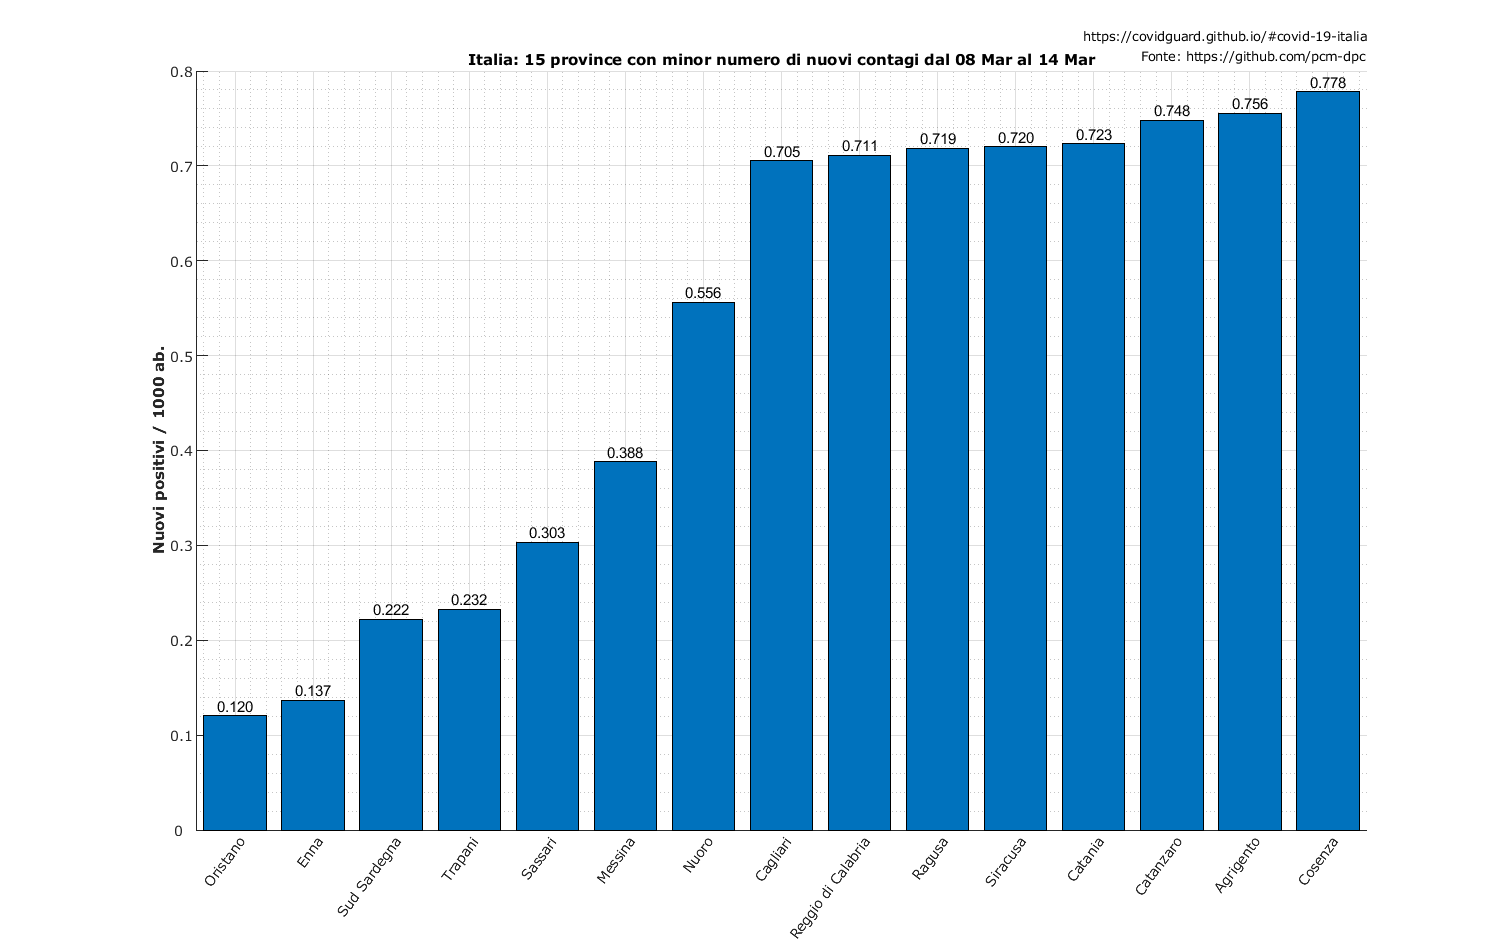 https://covidguard.github.io/#covid-19-italia
Fonte: https://github.com/pcm-dpc
Italia: 15 province con minor numero di nuovi contagi dal 08 Mar al 14 Mar
Nuovi positivi / 1000 ab.
0.8
0.7
0.6
0.5
0.4
0.3
0.2
0.1
0
0.120
0.137
0.222
0.232
0.303
0.388
0.556
0.705
0.711
0.719
0.720
0.723
0.748
0.756
0.778
Oristano
Enna
Sud Sardegna
Trapani
Sassari
Messina
Nuoro
Cagliari
Reggio di Calabria
Ragusa
Siracusa
Catania
Catanzaro
Agrigento
Cosenza